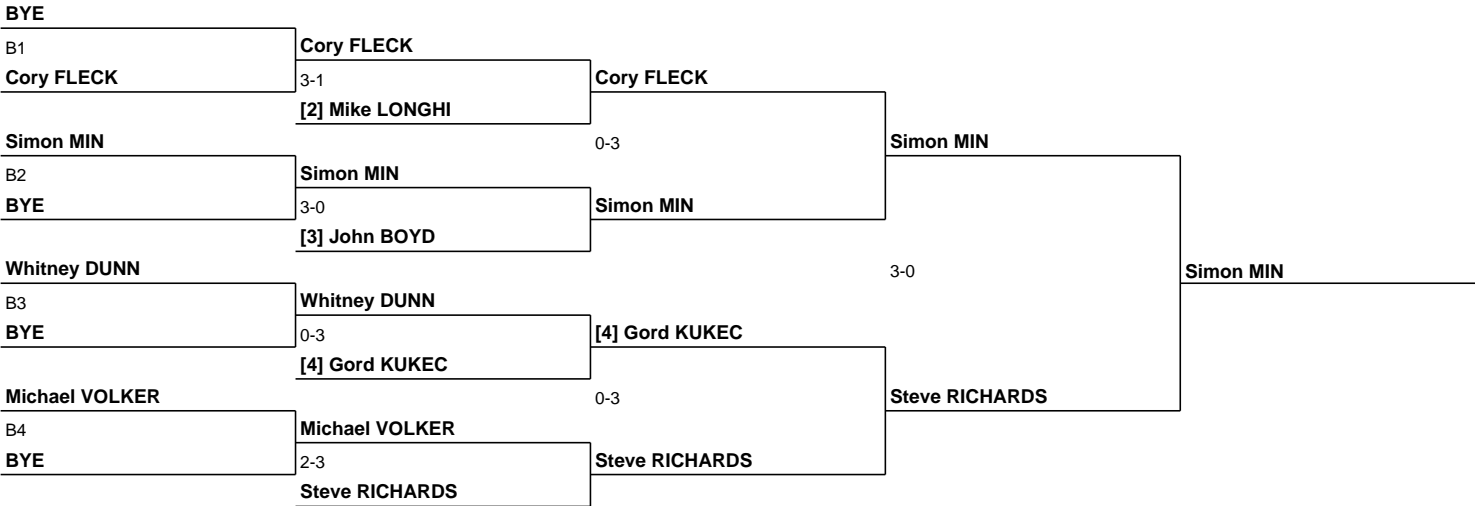 BYE
B1
Cory FLECK
Cory FLECK
3-1
[2] Mike LONGHI
Cory FLECK
Simon MIN
B2
BYE
Simon MIN
3-0
[3] John BOYD
0-3
Simon MIN
Simon MIN
Whitney DUNN
B3
BYE
Whitney DUNN
0-3
[4] Gord KUKEC
[4] Gord KUKEC
Michael VOLKER
B4
BYE
Michael VOLKER
2-3
Steve RICHARDS
0-3
Steve RICHARDS
Steve RICHARDS
3-0
Simon MIN